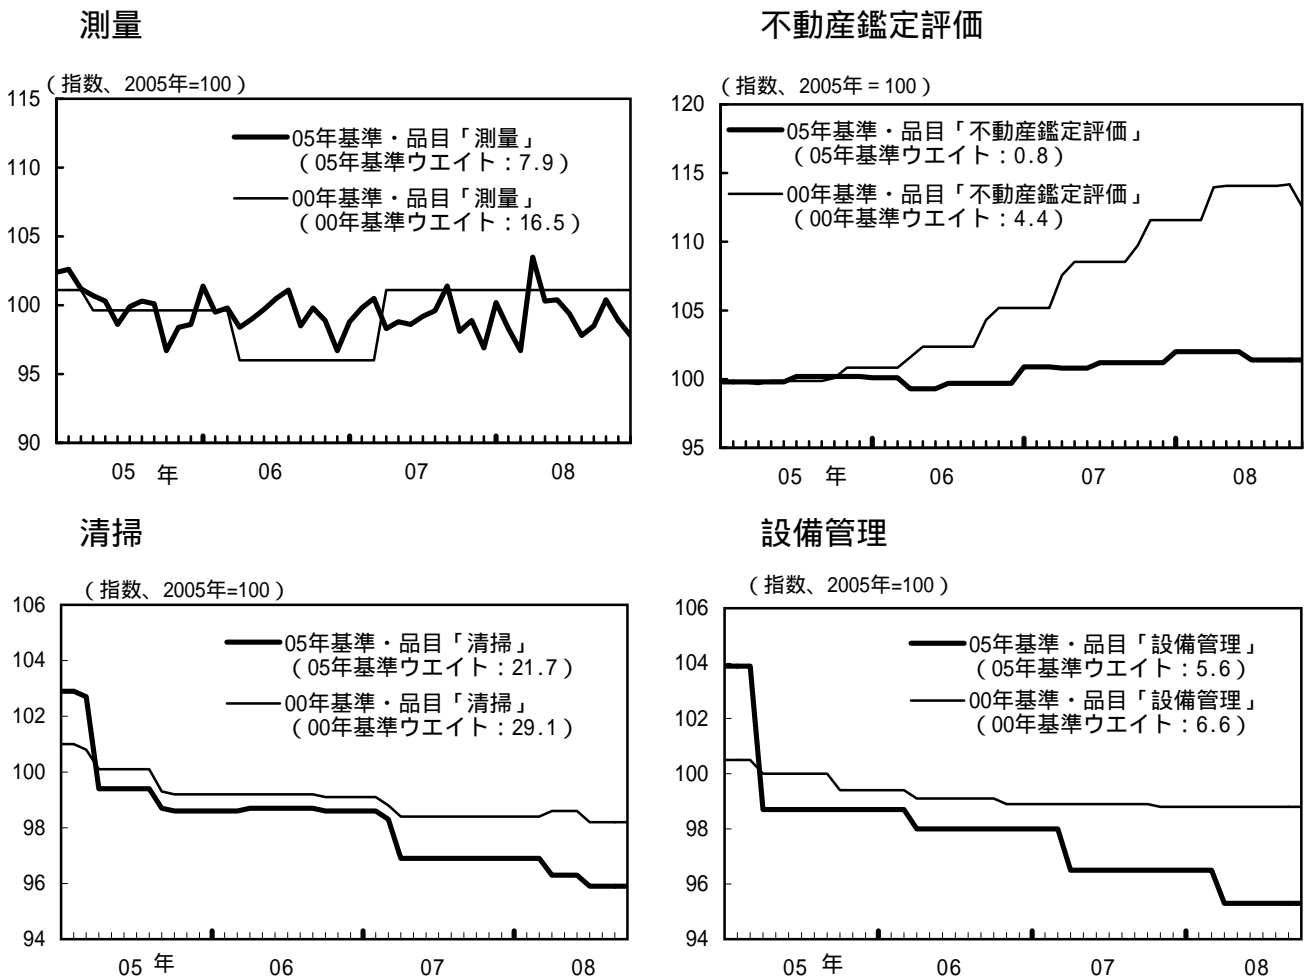 測量
（指数、2005年=100）
115
110
105
100
95
90
05年基準・品目「測量」
（05年基準ウエイト：7.9）
00年基準・品目「測量」
（00年基準ウエイト：16.5）
05 年 06 07 08
不動産鑑定評価
（指数、2005年＝100）
120
115
110
105
100
95
05年基準・品目「不動産鑑定評価」
（05年基準ウエイト：0.8）
00年基準・品目「不動産鑑定評価」
（00年基準ウエイト：4.4）
05 年 06 07 08
清掃
（指数、2005年=100）
106
104
102
100
98
96
94
05年基準・品目「清掃」
（05年基準ウエイト：21.7）
00年基準・品目「清掃」
（00年基準ウエイト：29.1）
05 年 06 07 08
設備管理
（指数、2005年=100）
106
104
102
100
98
96
94
05年基準・品目「設備管理」
（05年基準ウエイト：5.6）
00年基準・品目「設備管理」
（00年基準ウエイト：6.6）
05 年 06 07 08